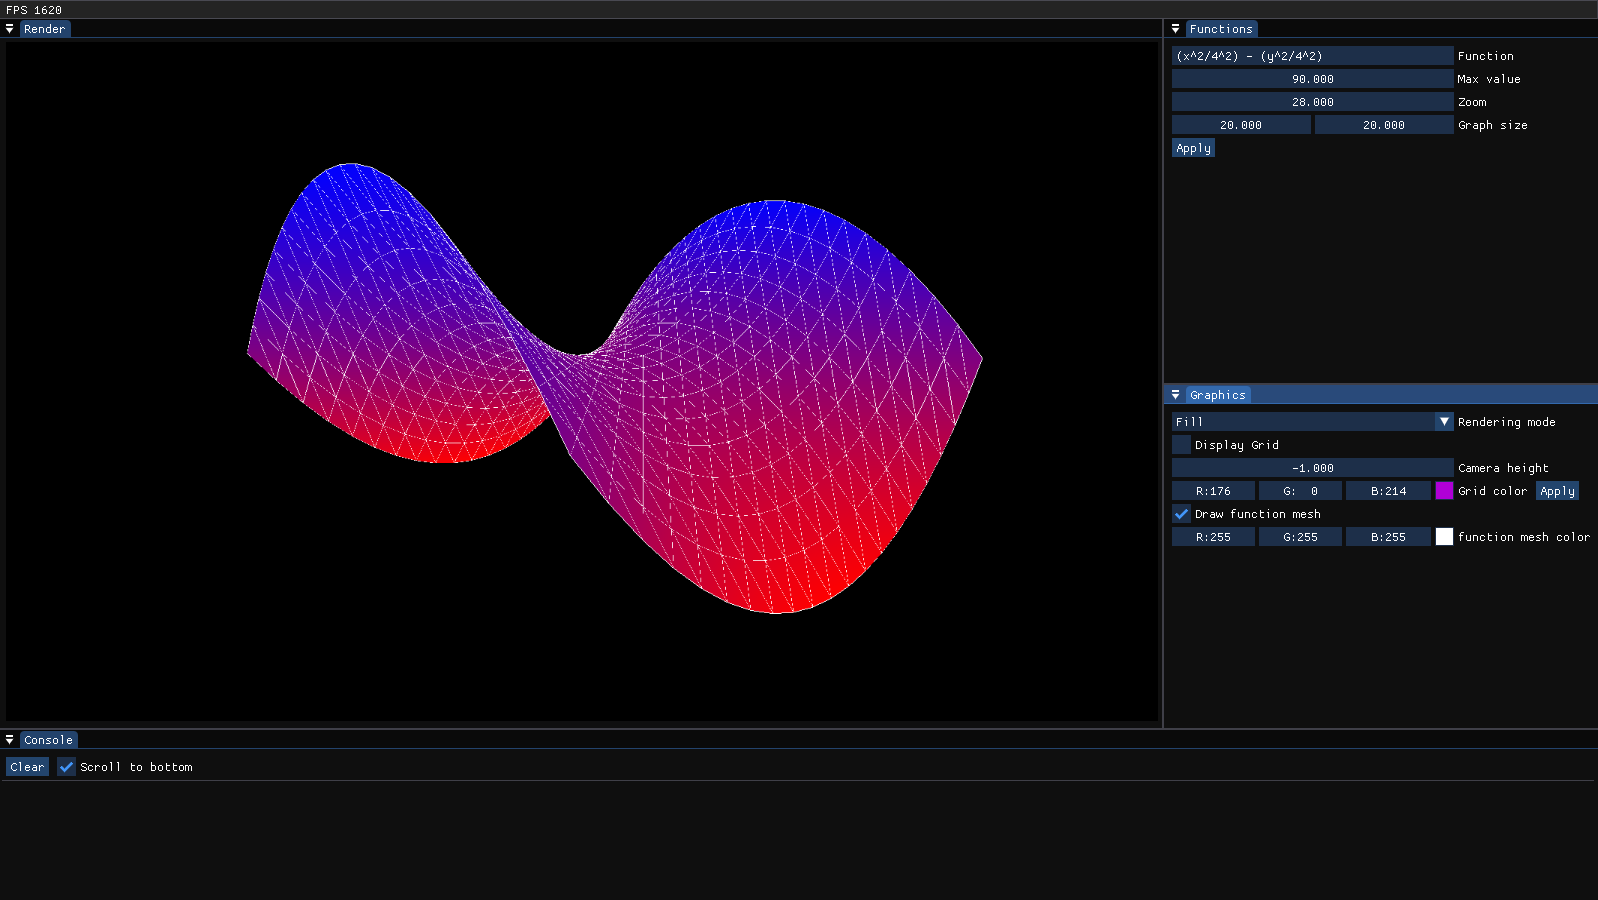 FPS 1620
Render
Functions
(x^2/4^2) - (y^2/4^2) Function
90.000 Max value
28.000 Zoom
20.000 20.000 Graph size
Apply
Graphics
Fill Rendering mode
Display Grid
-1.000 Camera height
R:176 G: 0 B:214 Grid color Apply
Draw function mesh
R:255 G:255 B:255 function mesh color
Console
Clear Scroll to bottom